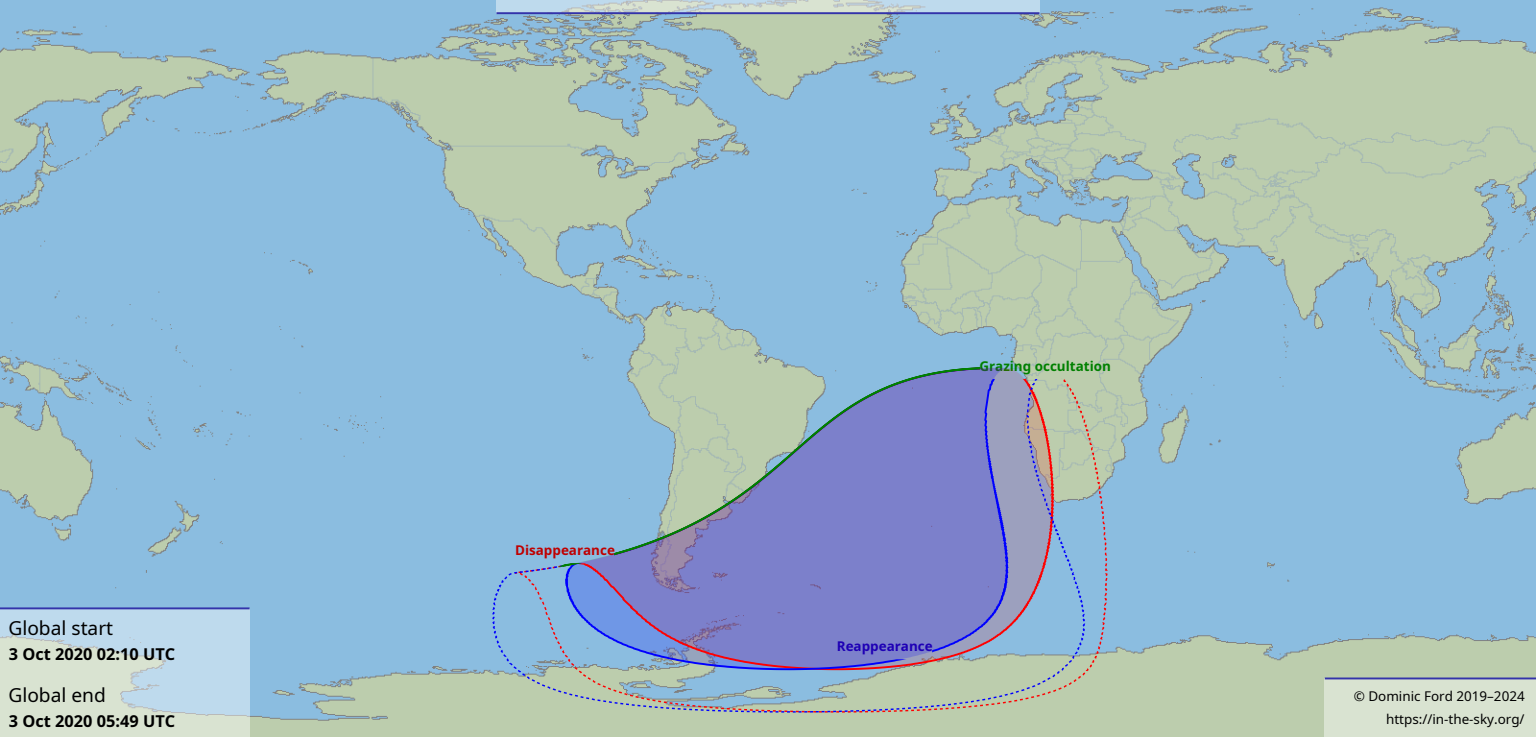 Grazing occultation
Disappearance
Reappearance
Global start
3 Oct 2020 02:10 UTC
Global end
3 Oct 2020 05:49 UTC
© Dominic Ford 2019–2024
https://in-the-sky.org/